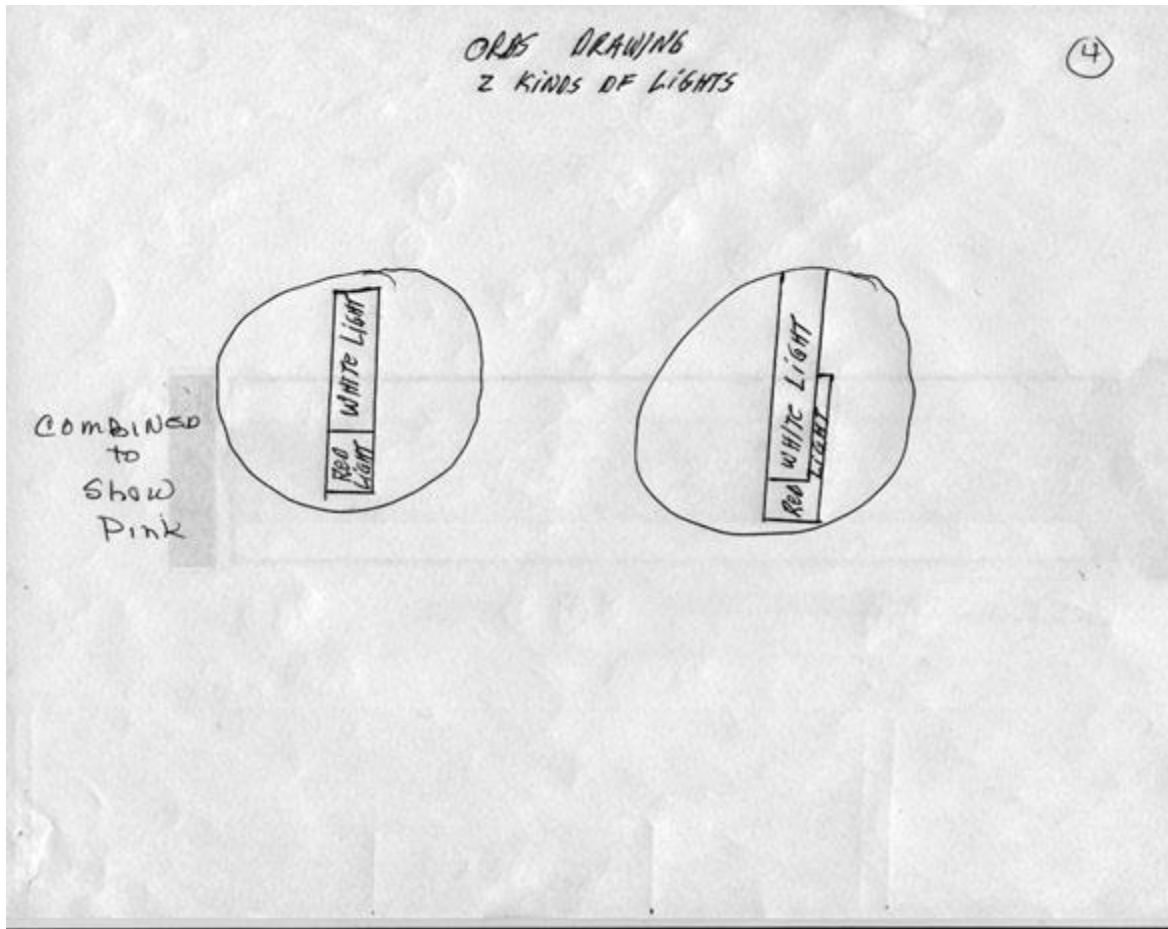 ORBS DRAWING
2 KINDS OF LIGHTS
4
COMBINED
to
Show
Pink
RED
LIGHT
WHITE LIGHT
RED WHITE LIGHT
LIGHT